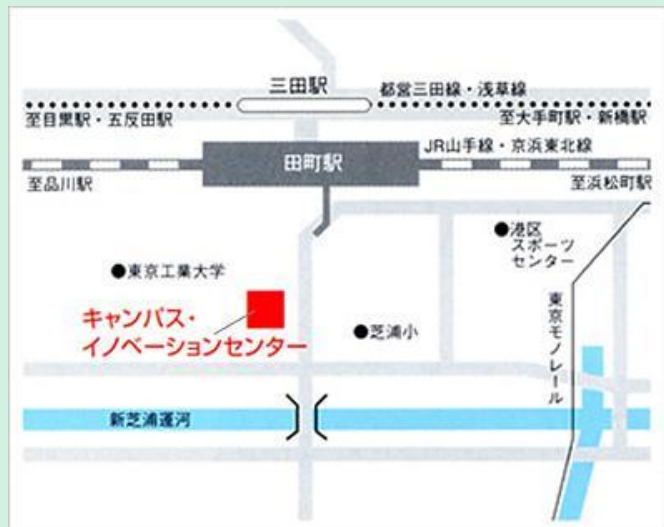 三田駅
都営三田線・浅草線
至目黒駅・五反田駅
至大手町駅・新橋駅
JR山手線・京浜東北線
田町駅
至品川駅
至浜松町駅
●港区
スポーツ
センター
●東京工業大学
キャンパス・
イノベーションセンター
●芝浦小
東京モノレール
新芝浦運河